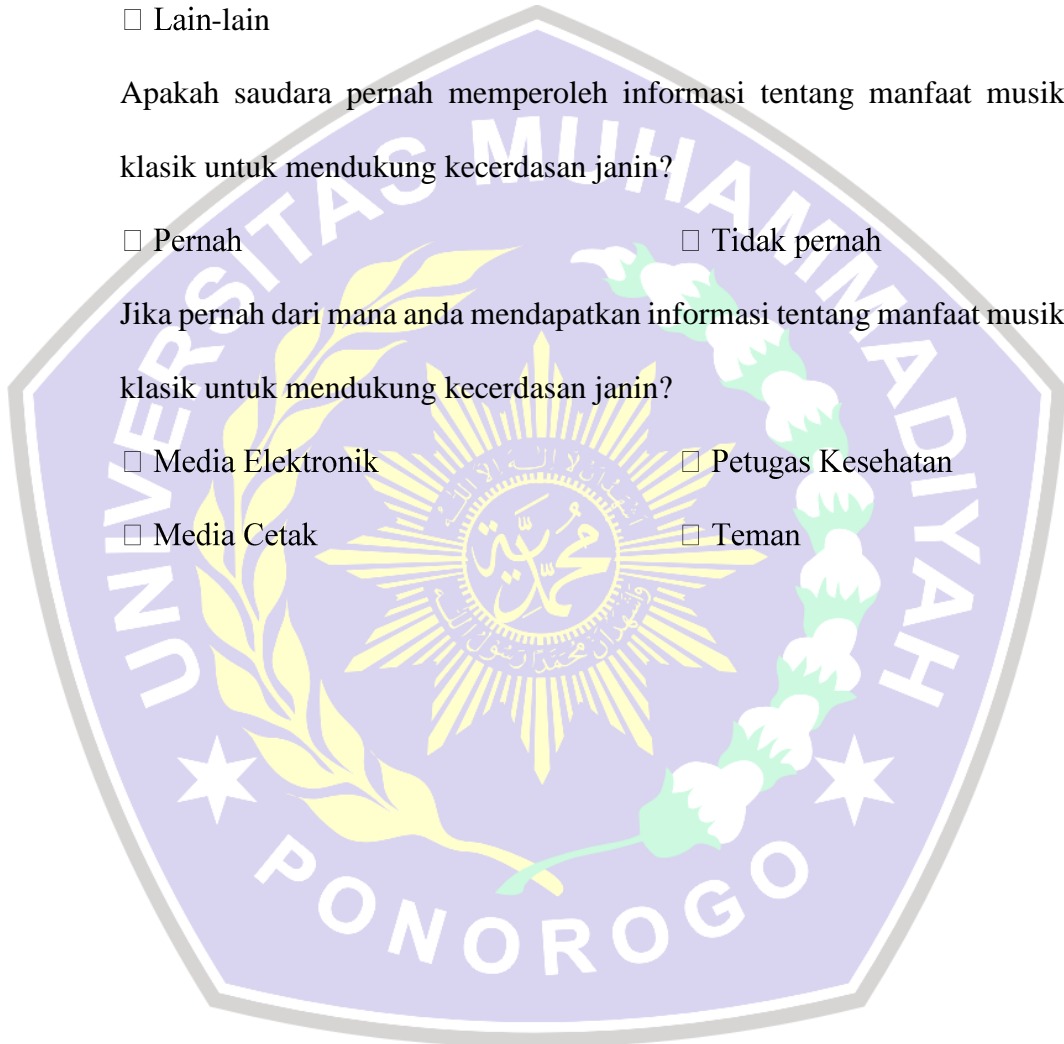 □ Lain-lain
Apakah saudara pernah memperoleh informasi tentang manfaat musik
klasik untuk mendukung kecerdasan janin?
□ Pernah □ Tidak pernah
Jika pernah dari mana anda mendapatkan informasi tentang manfaat musik
klasik untuk mendukung kecerdasan janin?
□ Media Elektronik □ Petugas Kesehatan
□ Media Cetak □ Teman
UNIVERSITAS MUHAMMADIYAH
PONOROGO
محمدية